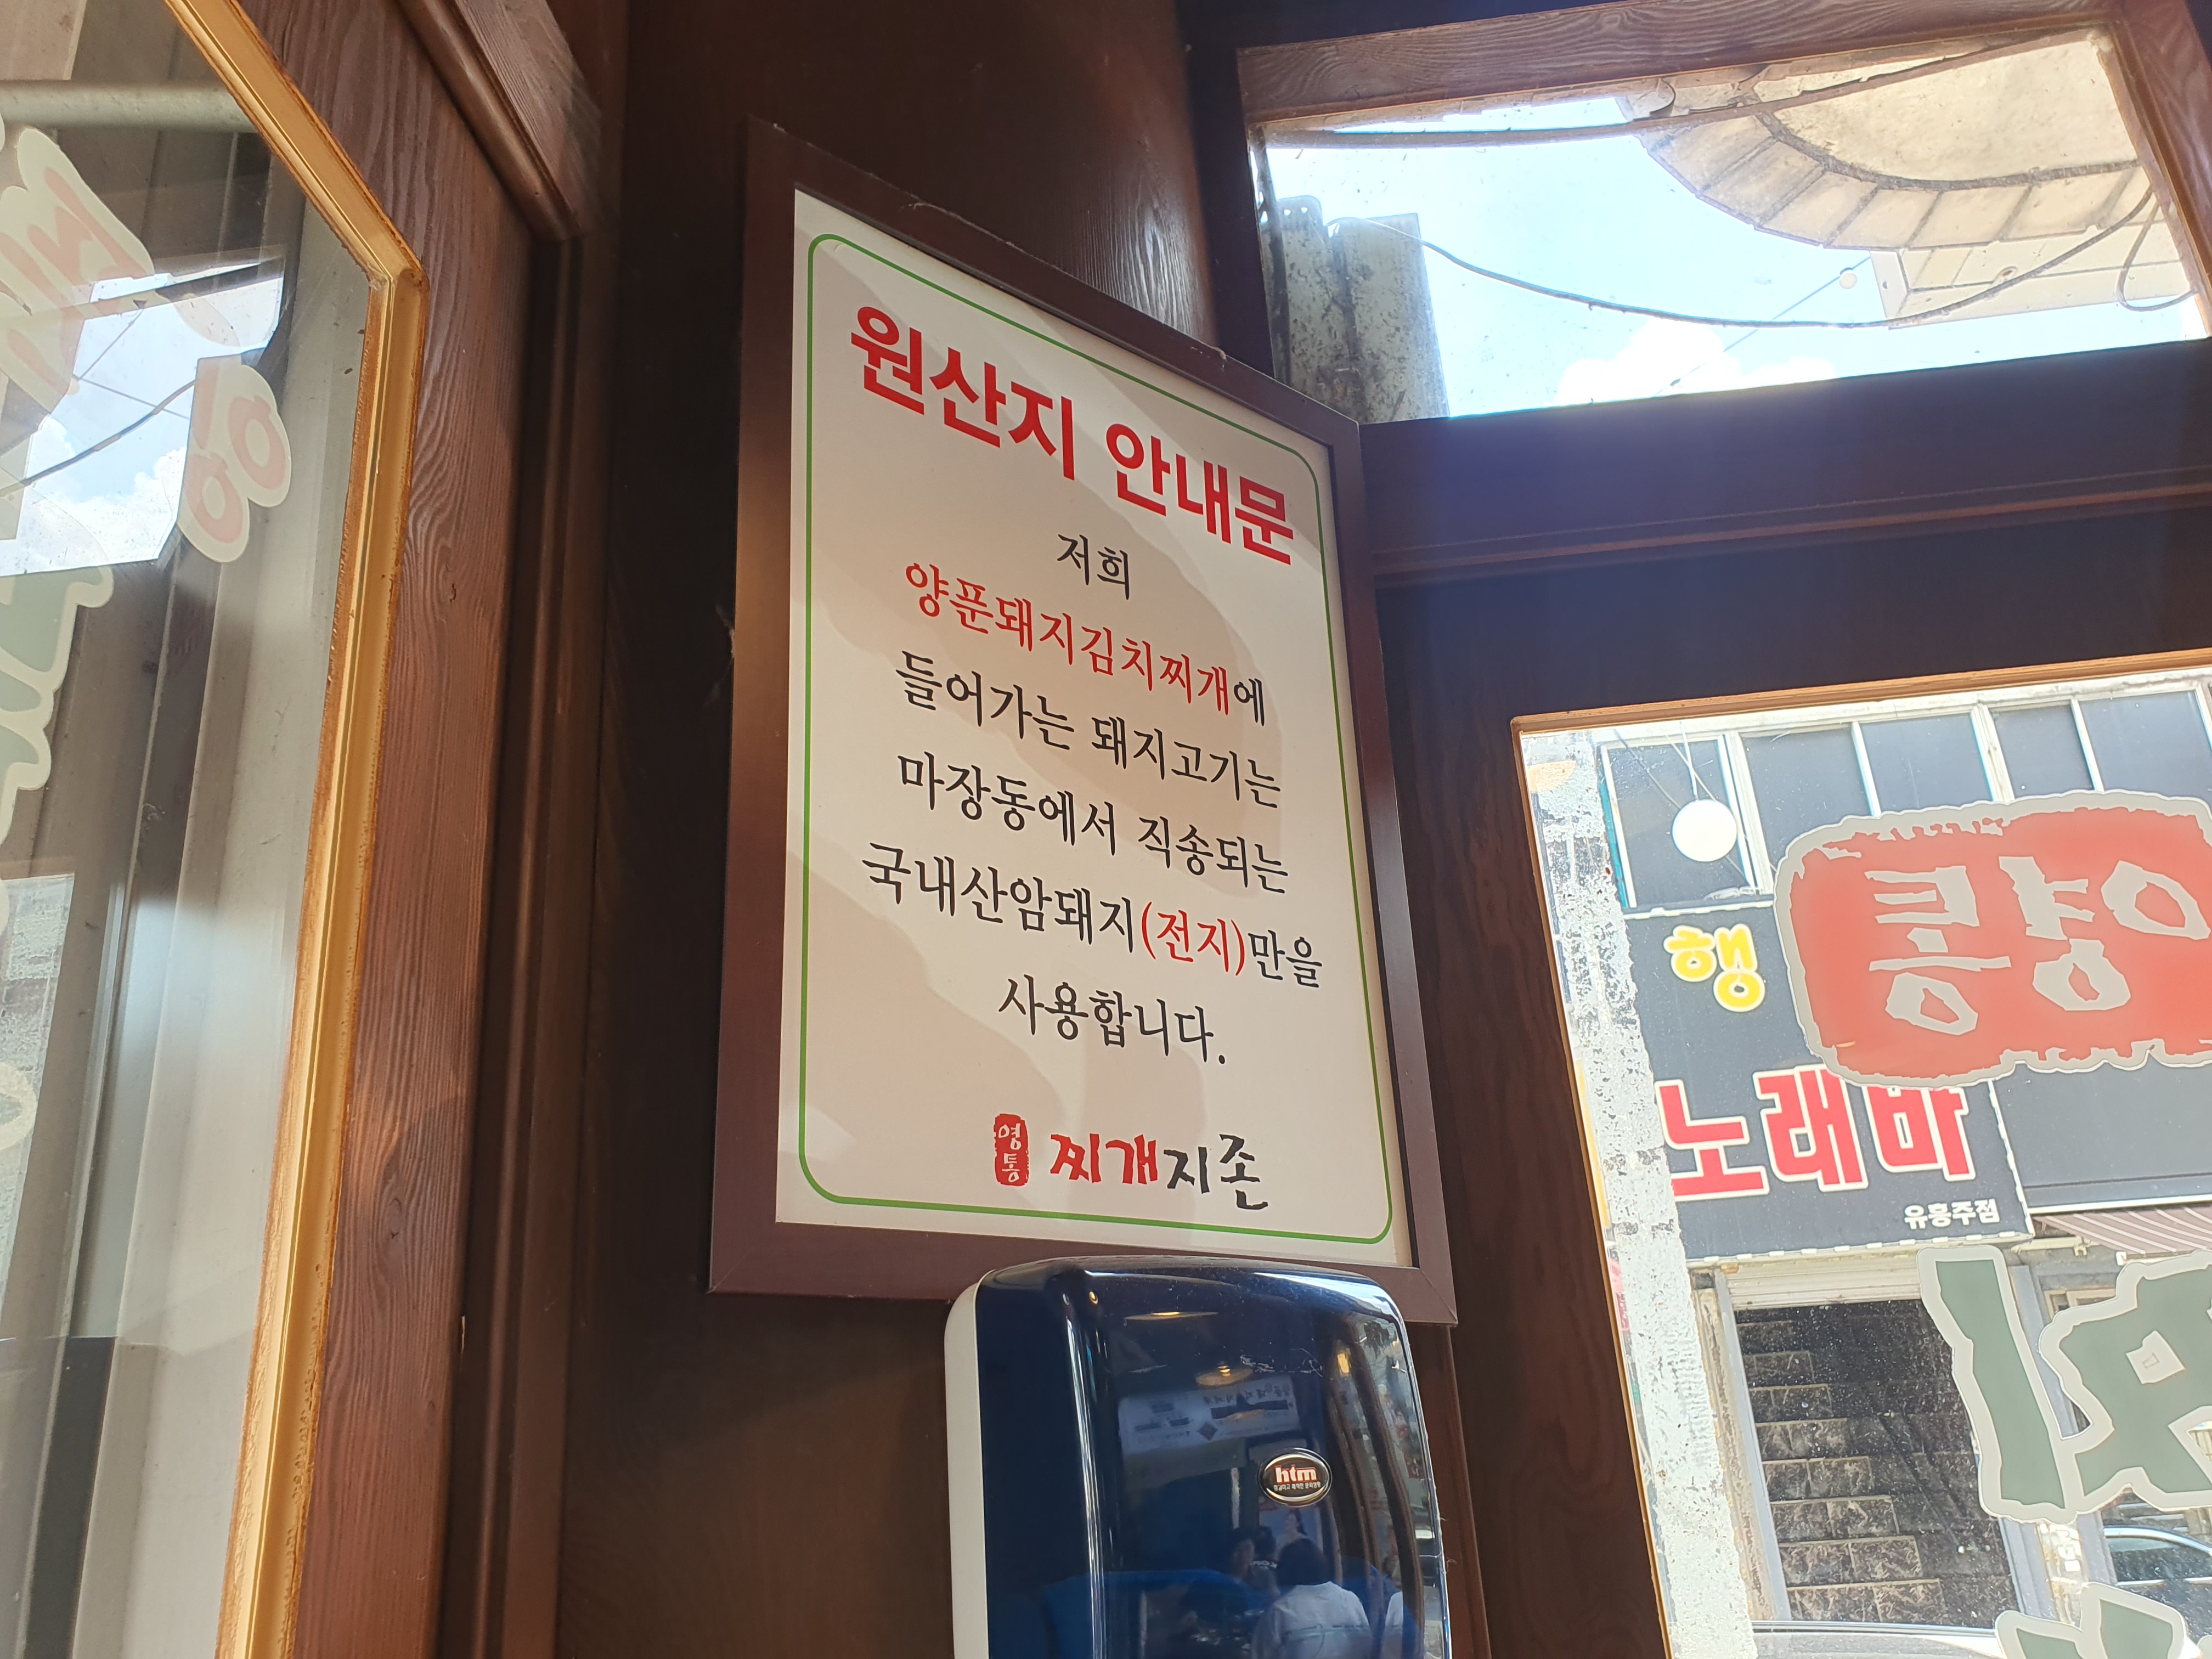 원산지 안내문
저희
양푼돼지김치찌개에
들어가는 돼지고기는
마장동에서 직송되는
국내산암돼지(전지)만을
사용합니다.
영통 찌개지존
htm
행
노래바
유흥주점
영통